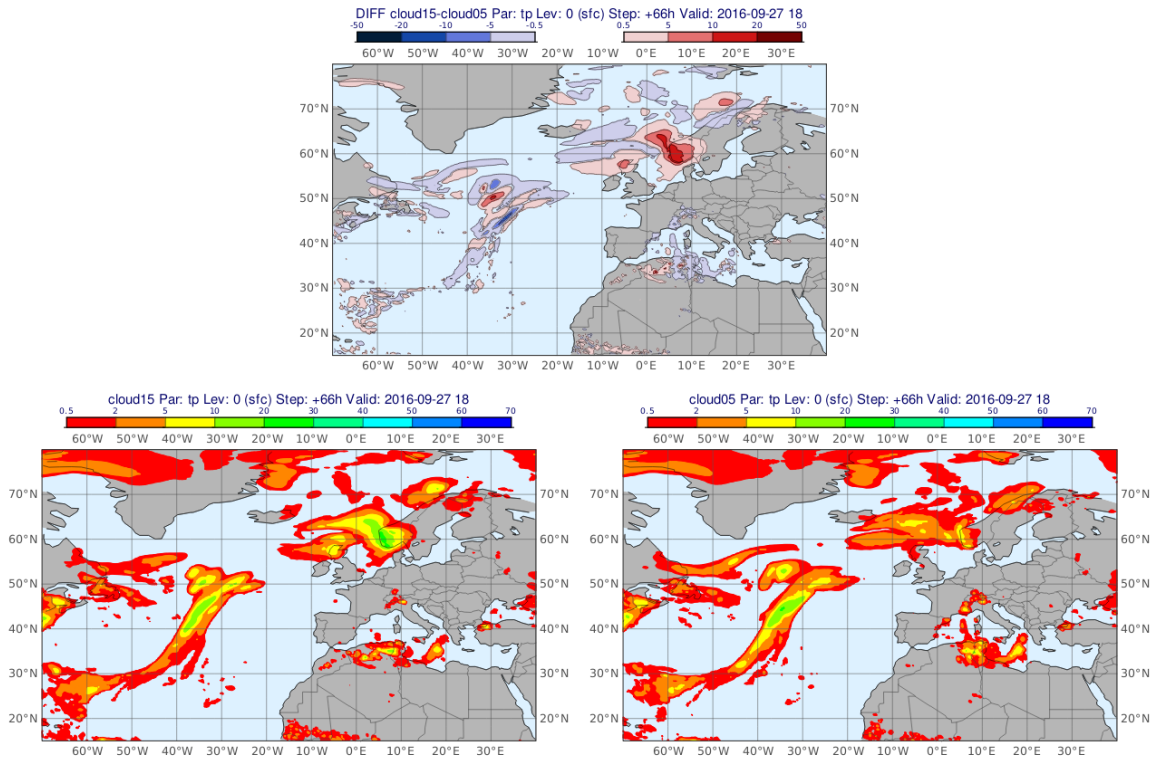 DIFF cloud15-cloud05 Par: tp Lev: 0 (sfc) Step: +66h Valid: 2016-09-27 18
-50 -20 -10 -5 -0.5 0.5 5 10 20 50
60°W 50°W 40°W 30°W 20°W 10°W 0°E 10°E 20°E 30°E
70°N 70°N
60°N 60°N
50°N 50°N
40°N 40°N
30°N 30°N
20°N 20°N
60°W 50°W 40°W 30°W 20°W 10°W 0°E 10°E 20°E 30°E
cloud15 Par: tp Lev: 0 (sfc) Step: +66h Valid: 2016-09-27 18
0.5 2 5 10 20 30 40 50 60 70
60°W 50°W 40°W 30°W 20°W 10°W 0°E 10°E 20°E 30°E
70°N 70°N
60°N 60°N
50°N 50°N
40°N 40°N
30°N 30°N
20°N 20°N
60°W 50°W 40°W 30°W 20°W 10°W 0°E 10°E 20°E 30°E
cloud05 Par: tp Lev: 0 (sfc) Step: +66h Valid: 2016-09-27 18
0.5 2 5 10 20 30 40 50 60 70
60°W 50°W 40°W 30°W 20°W 10°W 0°E 10°E 20°E 30°E
70°N 70°N
60°N 60°N
50°N 50°N
40°N 40°N
30°N 30°N
20°N 20°N
60°W 50°W 40°W 30°W 20°W 10°W 0°E 10°E 20°E 30°E